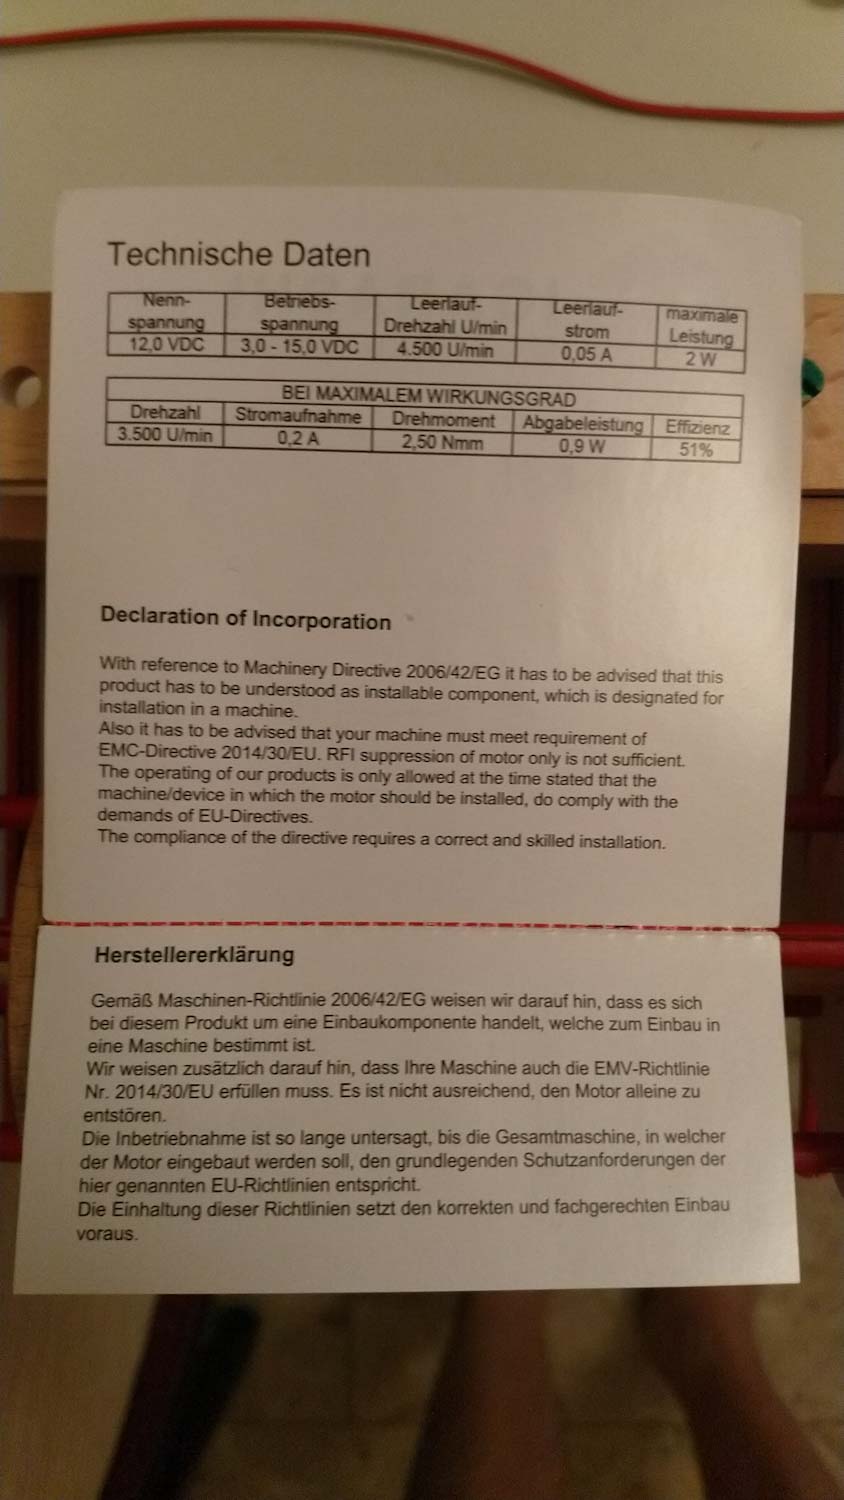 Technische Daten
Nenn- Betriebs- Leerlauf- Leerlauf- maximale
spannung spannung Drehzahl U/min strom Leistung
12,0 VDC 3,0 - 15,0 VDC 4.500 U/min 0,05 A 2 W
BEI MAXIMALEM WIRKUNGSGRAD
Drehzahl Stromaufnahme Drehmoment Abgabeleistung Effizienz
3.500 U/min 0,2 A 2,50 Nmm 0,9 W 51%
Declaration of Incorporation
With reference to Machinery Directive 2006/42/EG it has to be advised that this
product has to be understood as installable component, which is designated for
installation in a machine.
Also it has to be advised that your machine must meet requirement of
EMC-Directive 2014/30/EU. RFI suppression of motor only is not sufficient.
The operating of our products is only allowed at the time stated that the
machine/device in which the motor should be installed, do comply with the
demands of EU-Directives.
The compliance of the directive requires a correct and skilled installation.
Herstellererklärung
Gemäß Maschinen-Richtlinie 2006/42/EG weisen wir darauf hin, dass es sich
bei diesem Produkt um eine Einbaukomponente handelt, welche zum Einbau in
eine Maschine bestimmt ist.
Wir weisen zusätzlich darauf hin, dass Ihre Maschine auch die EMV-Richtlinie
Nr. 2014/30/EU erfüllen muss. Es ist nicht ausreichend, den Motor alleine zu
entstören.
Die Inbetriebnahme ist so lange untersagt, bis die Gesamtmaschine, in welcher
der Motor eingebaut werden soll, den grundlegenden Schutzanforderungen der
hier genannten EU-Richtlinien entspricht.
Die Einhaltung dieser Richtlinien setzt den korrekten und fachgerechten Einbau
voraus.